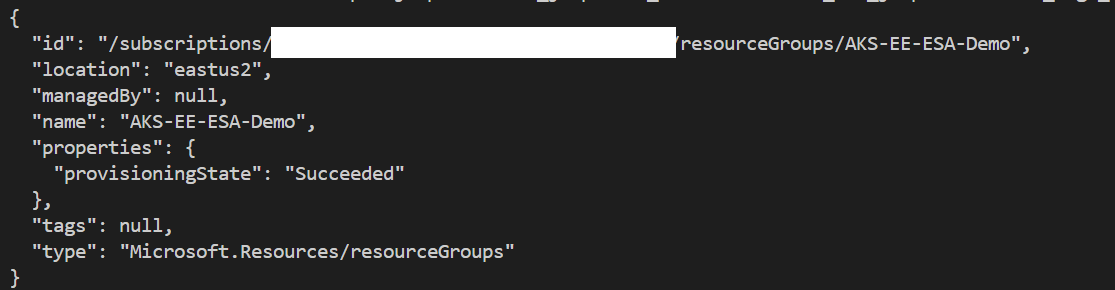 {
"id": "/subscriptions/ /resourceGroups/AKS-EE-ESA-Demo",
"location": "eastus2",
"managedBy": null,
"name": "AKS-EE-ESA-Demo",
"properties": {
"provisioningState": "Succeeded"
},
"tags": null,
"type": "Microsoft.Resources/resourceGroups"
}